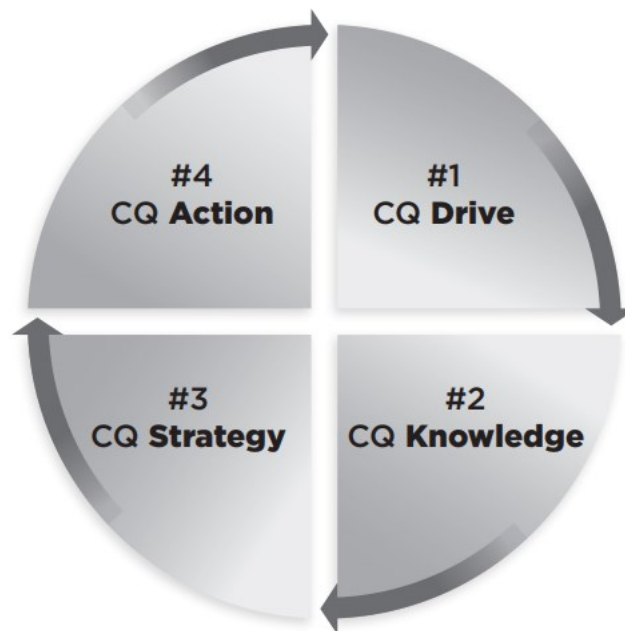 #4
CQ Action
#1
CQ Drive
#3
CQ Strategy
#2
CQ Knowledge